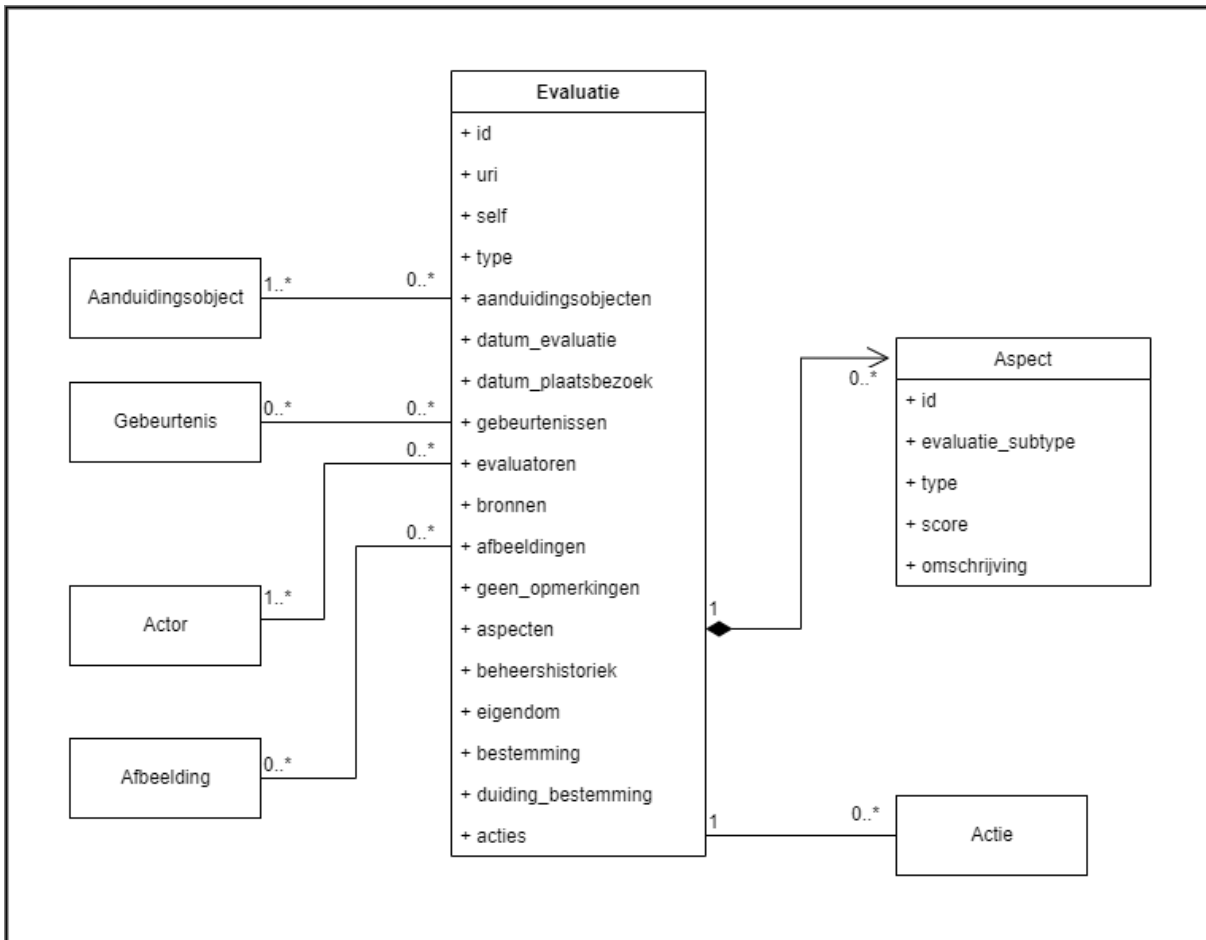 Evaluatie
+ id
+ uri
+ self
+ type
+ aanduidingsobjecten
+ datum_evaluatie
+ datum_plaatsbezoek
+ gebeurtenissen
+ evaluatoren
+ bronnen
+ afbeeldingen
+ geen_opmerkingen
+ aspecten
+ beheershistoriek
+ eigendom
+ bestemming
+ duiding_bestemming
+ acties
Aanduidingsobject
1..*
0..*
Gebeurtenis
0..*
0..*
Actor
1..*
0..*
Afbeelding
0..*
0..*
1
0..*
Aspect
+ id
+ evaluatie_subtype
+ type
+ score
+ omschrijving
1
0..*
Actie